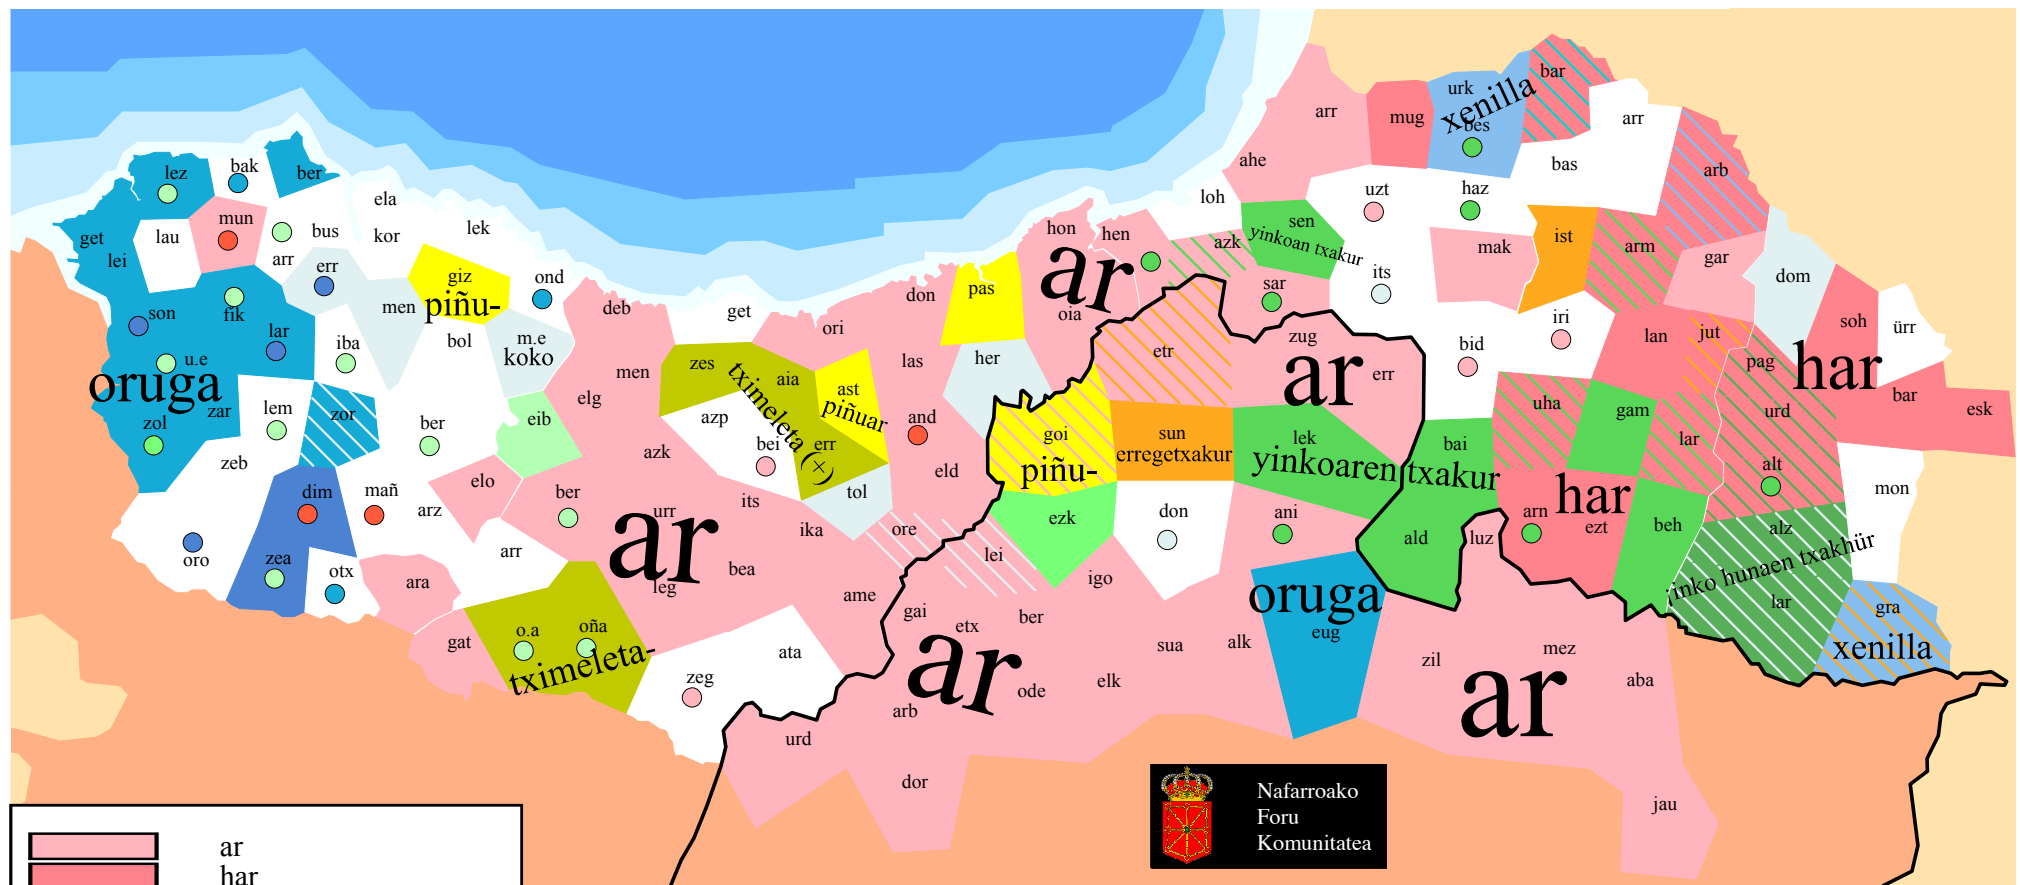 bar
urk
xenilla
arr
mug
bes
arr
ahe
bas
arb
lez
bak
ber
uzt
haz
loh
ela
mun
get
lau
bus
kor
lek
hon
hen
azk
sen
yinkoan txakur
mak
ist
arm
gar
lei
arr
err
giz
ond
ar
its
dom
men
piñu-
don
pas
sar
son
fik
deb
get
ori
oia
zug
iri
soh
ürr
lar
iba
bol
m.e
koko
her
etr
bid
lan
jut
u.e
oruga
men
zes
tximeleta (+)
aia
las
ar
err
pag
har
zar
lem
zor
elg
ast
piñuar
uha
gam
urd
bar
esk
zol
ber
eib
azp
bei
err
and
goi
sun
erregetxakur
lek
yinkoaren txakur
bai
lar
zeb
azk
eld
piñu-
alt
dim
mañ
elo
ber
its
tol
har
mon
arz
urr
ar
ika
ore
ezk
don
ani
arn
ezt
beh
alz
oro
zea
otx
arr
lei
ald
luz
jinko hunaen txakhür
ara
bea
leg
ame
igo
oruga
lar
gra
gat
o.a
oña
tximeleta-
gai
etx
ber
eug
xenilla
ata
ar
sua
alk
zil
mez
zeg
ode
elk
ar
aba
arb
urd
dor
jau
Nafarroako
Foru
Komunitatea
ar
har